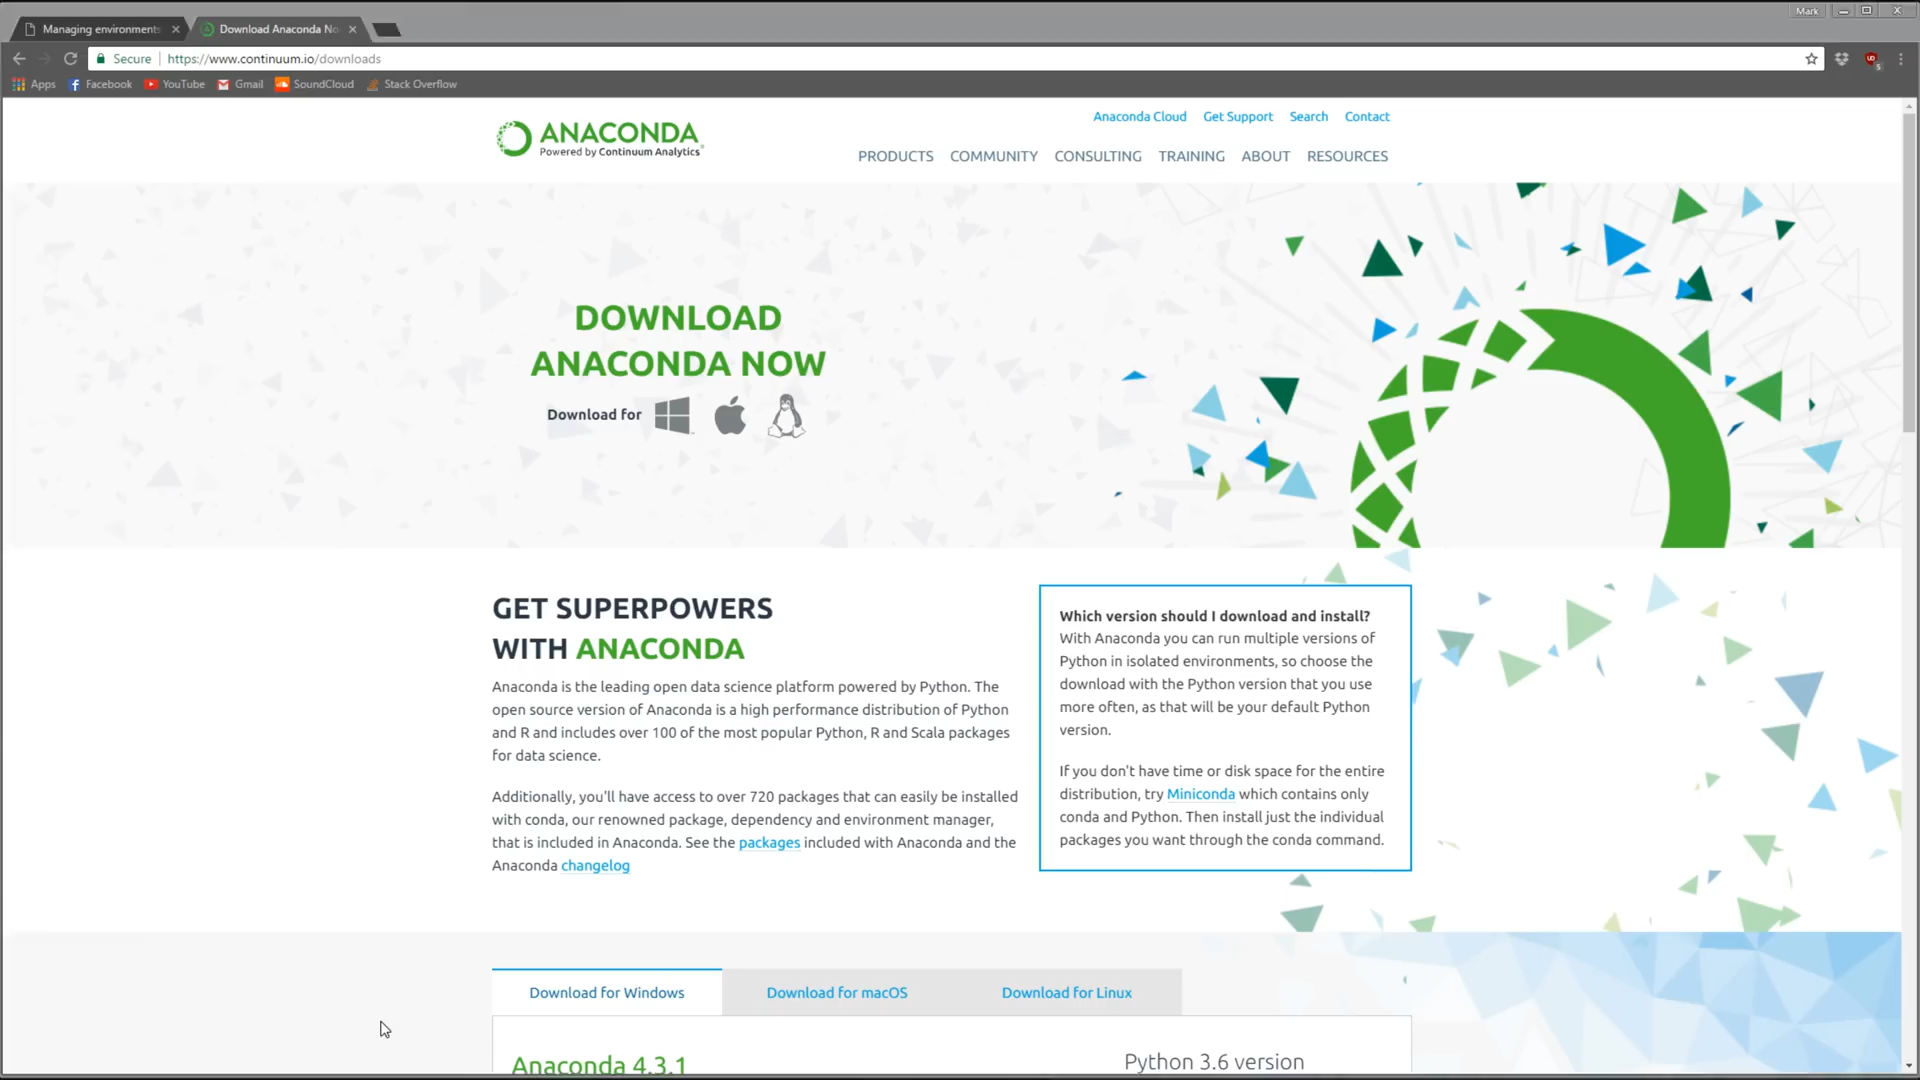 Mark
Managing environments
Download Anaconda No
Secure
https://www.continuum.io/downloads
Apps
Facebook
YouTube
Gmail
SoundCloud
Stack Overflow
Anaconda Cloud
Get Support
Search
Contact
ANACONDA
Powered by Continuum Analytics
PRODUCTS
COMMUNITY
CONSULTING
TRAINING
ABOUT
RESOURCES
DOWNLOAD
ANACONDA NOW
Download for
GET SUPERPOWERS
WITH ANACONDA
Anaconda is the leading open data science platform powered by Python. The
open source version of Anaconda is a high performance distribution of Python
and R and includes over 100 of the most popular Python, R and Scala packages
for data science.
Additionally, you'll have access to over 720 packages that can easily be installed
with conda, our renowned package, dependency and environment manager,
that is included in Anaconda. See the packages included with Anaconda and the
Anaconda changelog
Which version should I download and install?
With Anaconda you can run multiple versions of
Python in isolated environments, so choose the
download with the Python version that you use
more often, as that will be your default Python
version.
If you don't have time or disk space for the entire
distribution, try Miniconda which contains only
conda and Python. Then install just the individual
packages you want through the conda command.
Download for Windows
Download for macOS
Download for Linux
Anaconda 4.3.1
Python 3.6 version